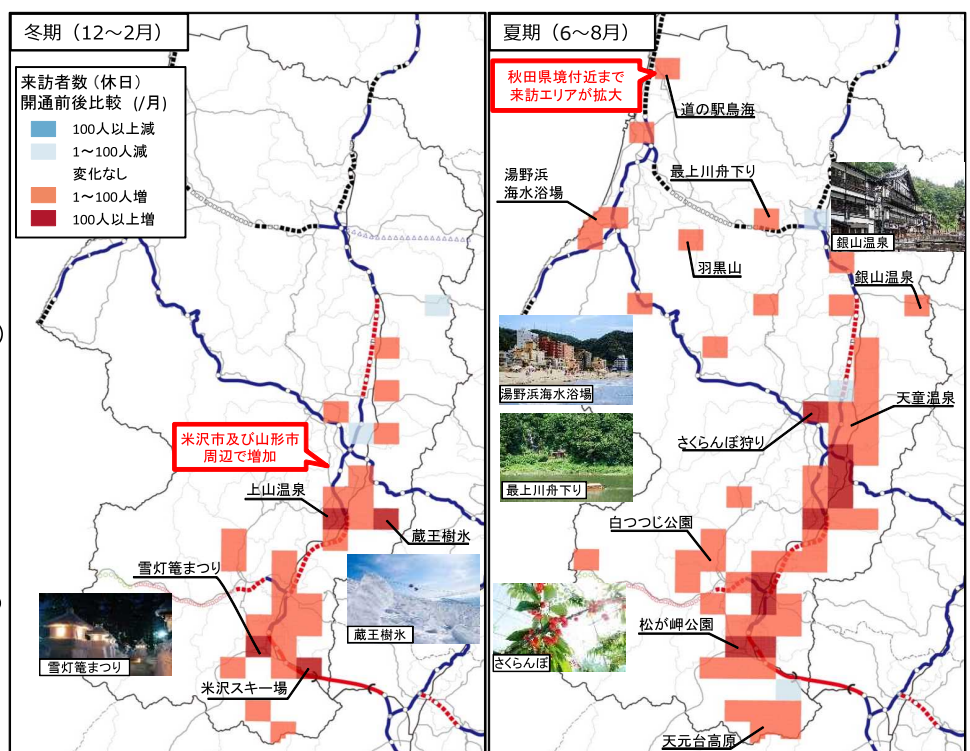 冬期（12～2月）
来訪者数（休日）
開通前後比較 （/月）
100人以上減
1～100人減
変化なし
1～100人増
100人以上増
米沢市及び山形市
周辺で増加
上山温泉
蔵王樹氷
雪灯篭まつり
蔵王樹氷
雪灯篭まつり
米沢スキー場
夏期（6～8月）
秋田県境付近まで
来訪エリアが拡大
道の駅鳥海
湯野浜
海水浴場
最上川舟下り
銀山温泉
羽黒山
銀山温泉
湯野浜海水浴場
天童温泉
さくらんぼ狩り
最上川舟下り
白つつじ公園
松が岬公園
さくらんぼ
天元台高原